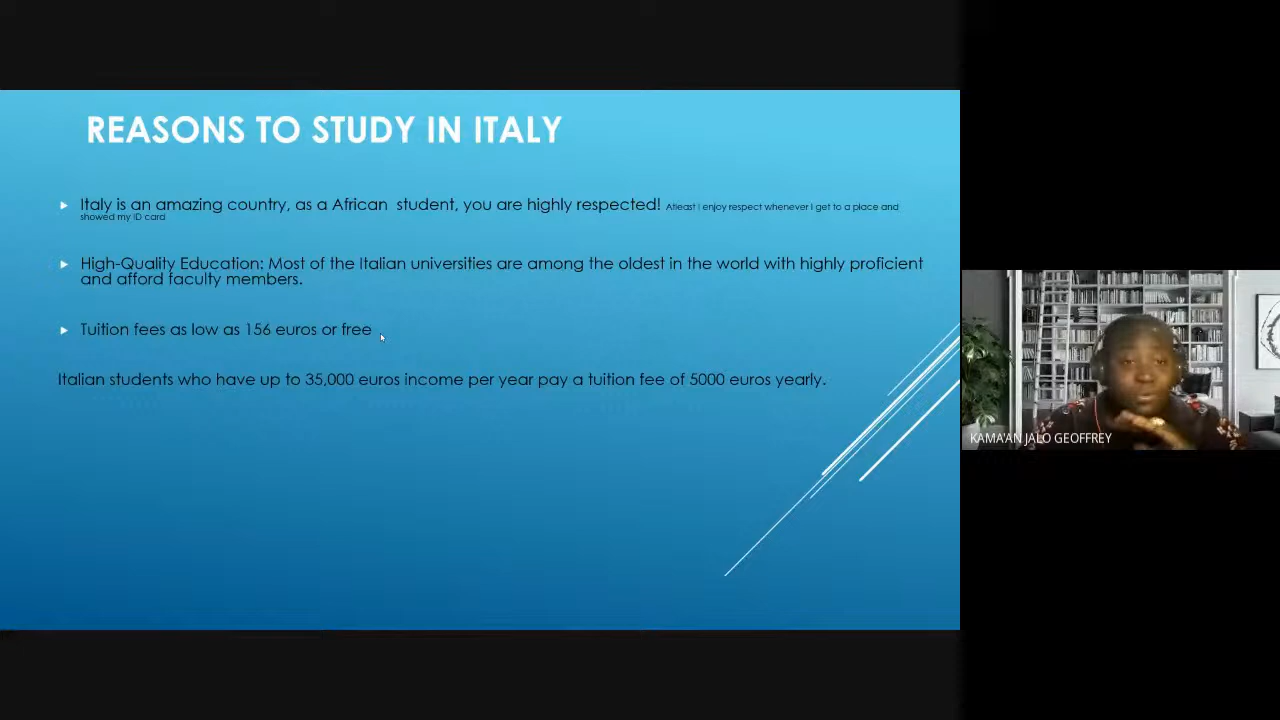 REASONS TO STUDY IN ITALY
Italy is an amazing country, as a African student, you are highly respected! Atleast I enjoy respect whenever I get to a place and
showed my ID card
High-Quality Education: Most of the Italian universities are among the oldest in the world with highly proficient
and afford faculty members.
Tuition fees as low as 156 euros or free
Italian students who have up to 35,000 euros income per year pay a tuition fee of 5000 euros yearly.
KAMA'AN JALO GEOFFREY